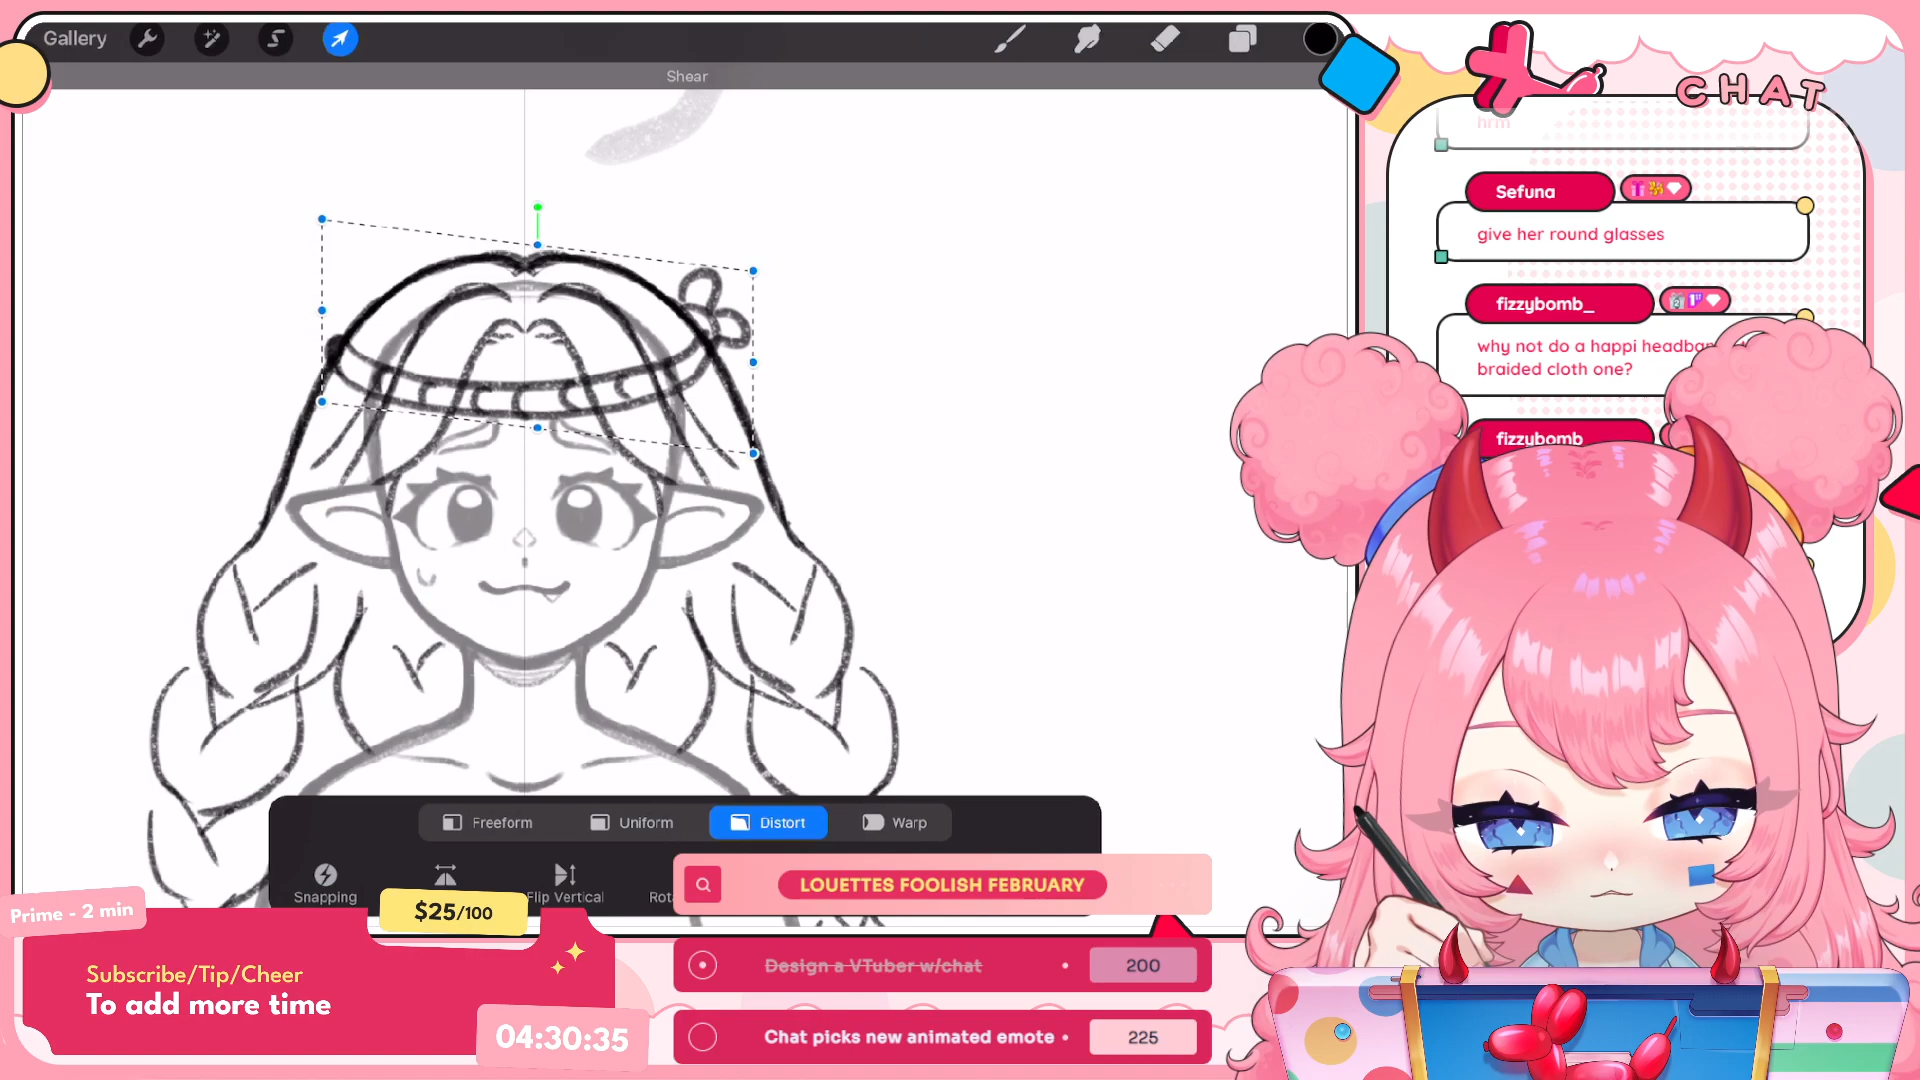 Gallery
Shear
CHAT
hrm
Sefuna
give her round glasses
fizzybomb_
why not do a happi
braided cloth one?
fizzybomb
Freeform
Uniform
Distort
Warp
Snapping
Flip Vertical
LOUETTES FOOLISH FEBRUARY
Prime - 2 min
$25/100
Subscribe/Tip/Cheer
To add more time
04:30:35
Design a VTuber w/chat • 200
Chat picks new animated emote • 225